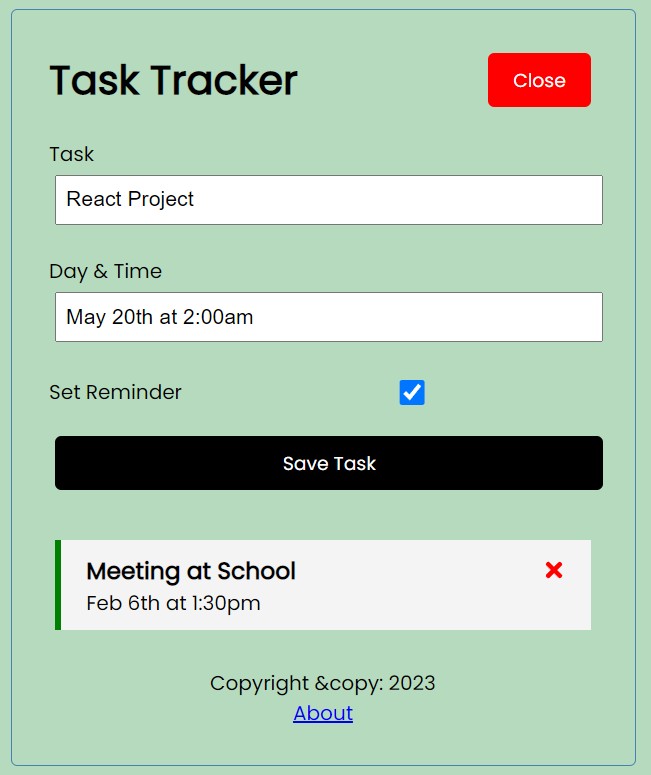 Task Tracker
Close
Task
React Project
Day & Time
May 20th at 2:00am
Set Reminder
Save Task
Meeting at School
Feb 6th at 1:30pm
Copyright &copy: 2023
About